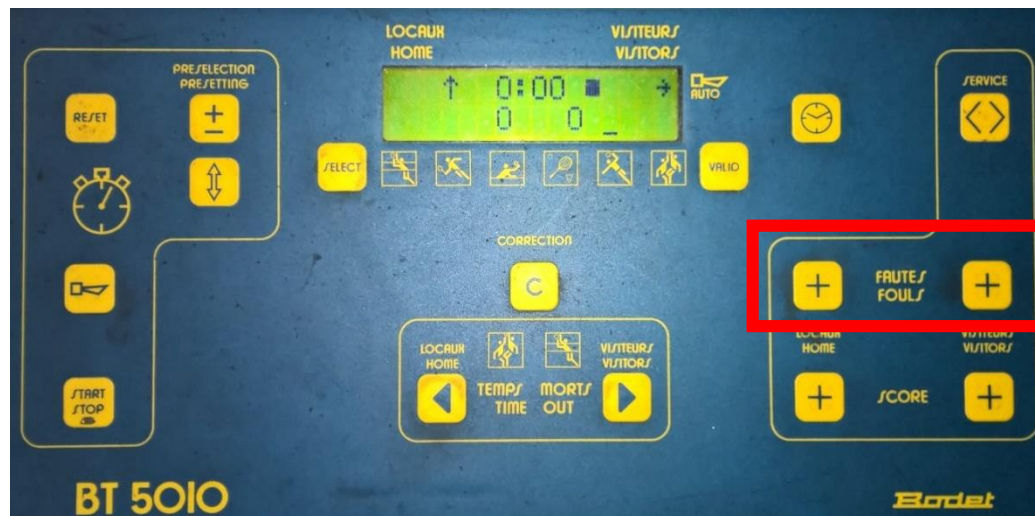 LOCAUX
HOME
VISITEURS
VISITORS
PRESELECTION
PRESETTING
SERVICE
RESET
+
-
0:00
0 0 _
AUTO
SELECT
VALID
CORRECTION
C
+ FAUTES
FOULS +
LOCAUX
HOME
VISITEURS
VISITORS
START
STOP
LOCAUX
HOME
VISITEURS
VISITORS
TEMPS MORTS
TIME OUT
+ SCORE +
BT 5010
Bodet